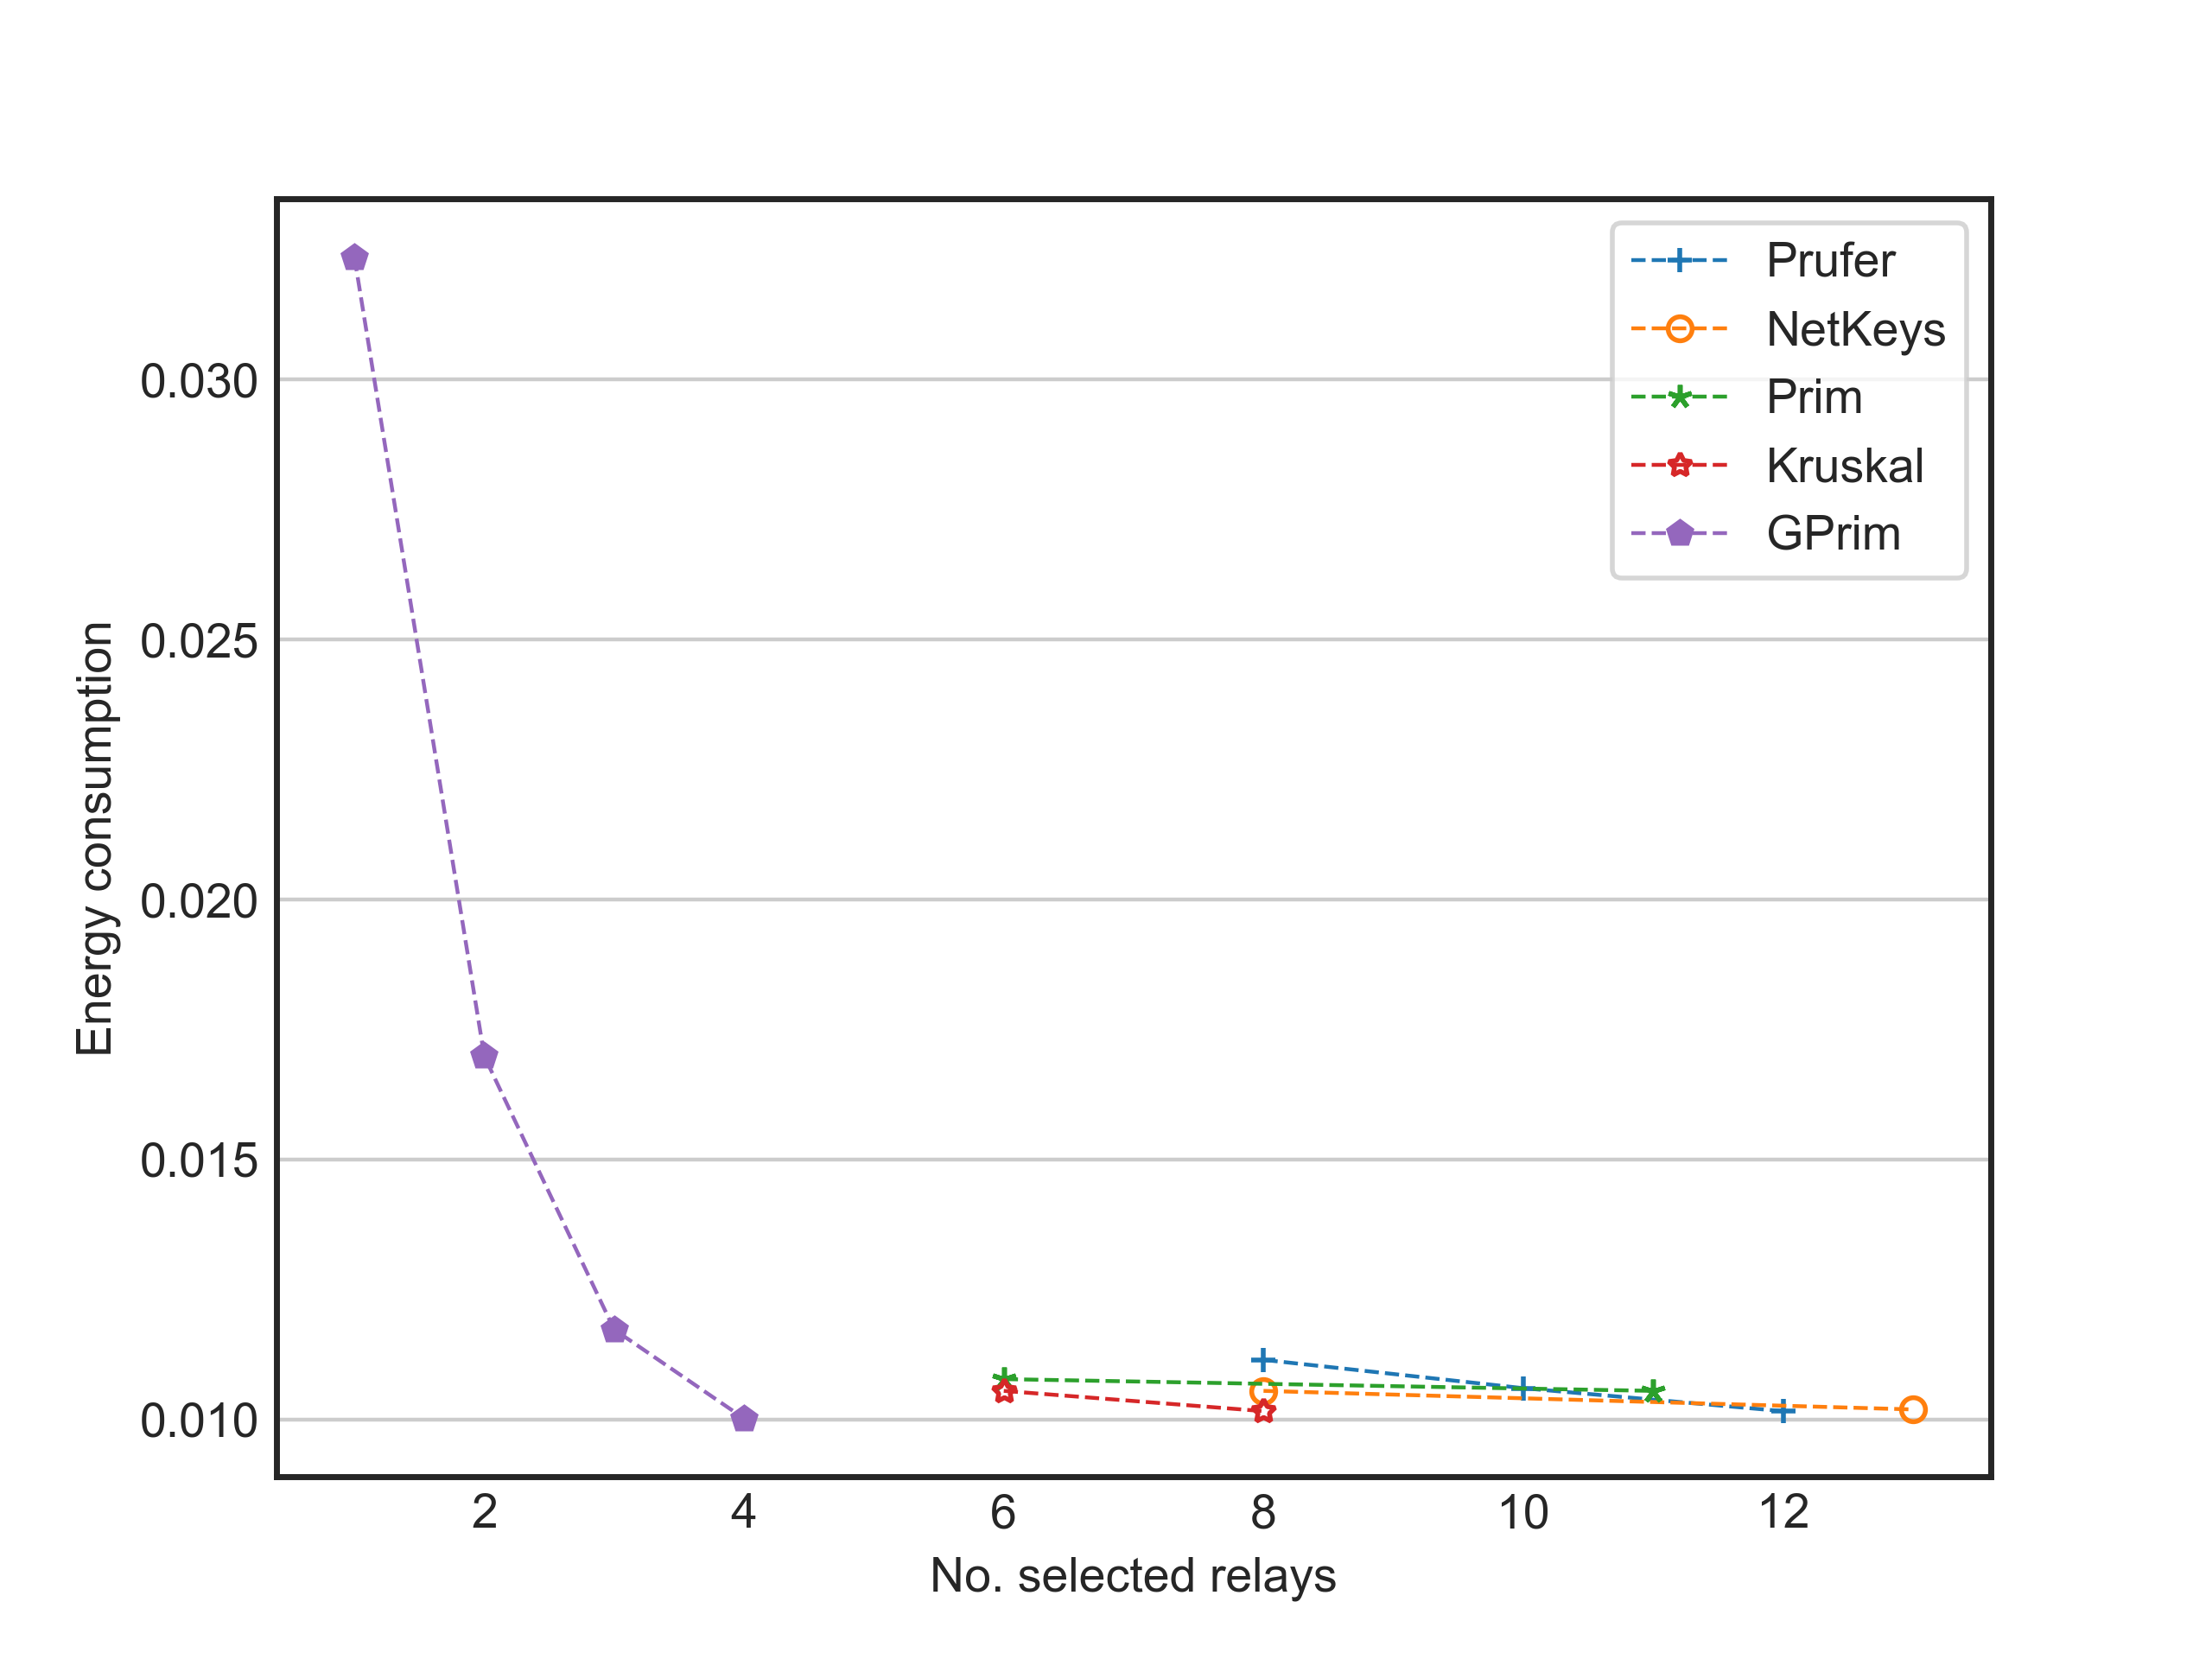 Prufer
NetKeys
Prim
Kruskal
GPrim
0.030
0.025
0.020
0.015
0.010
Energy consumption
2 4 6 8 10 12
No. selected relays